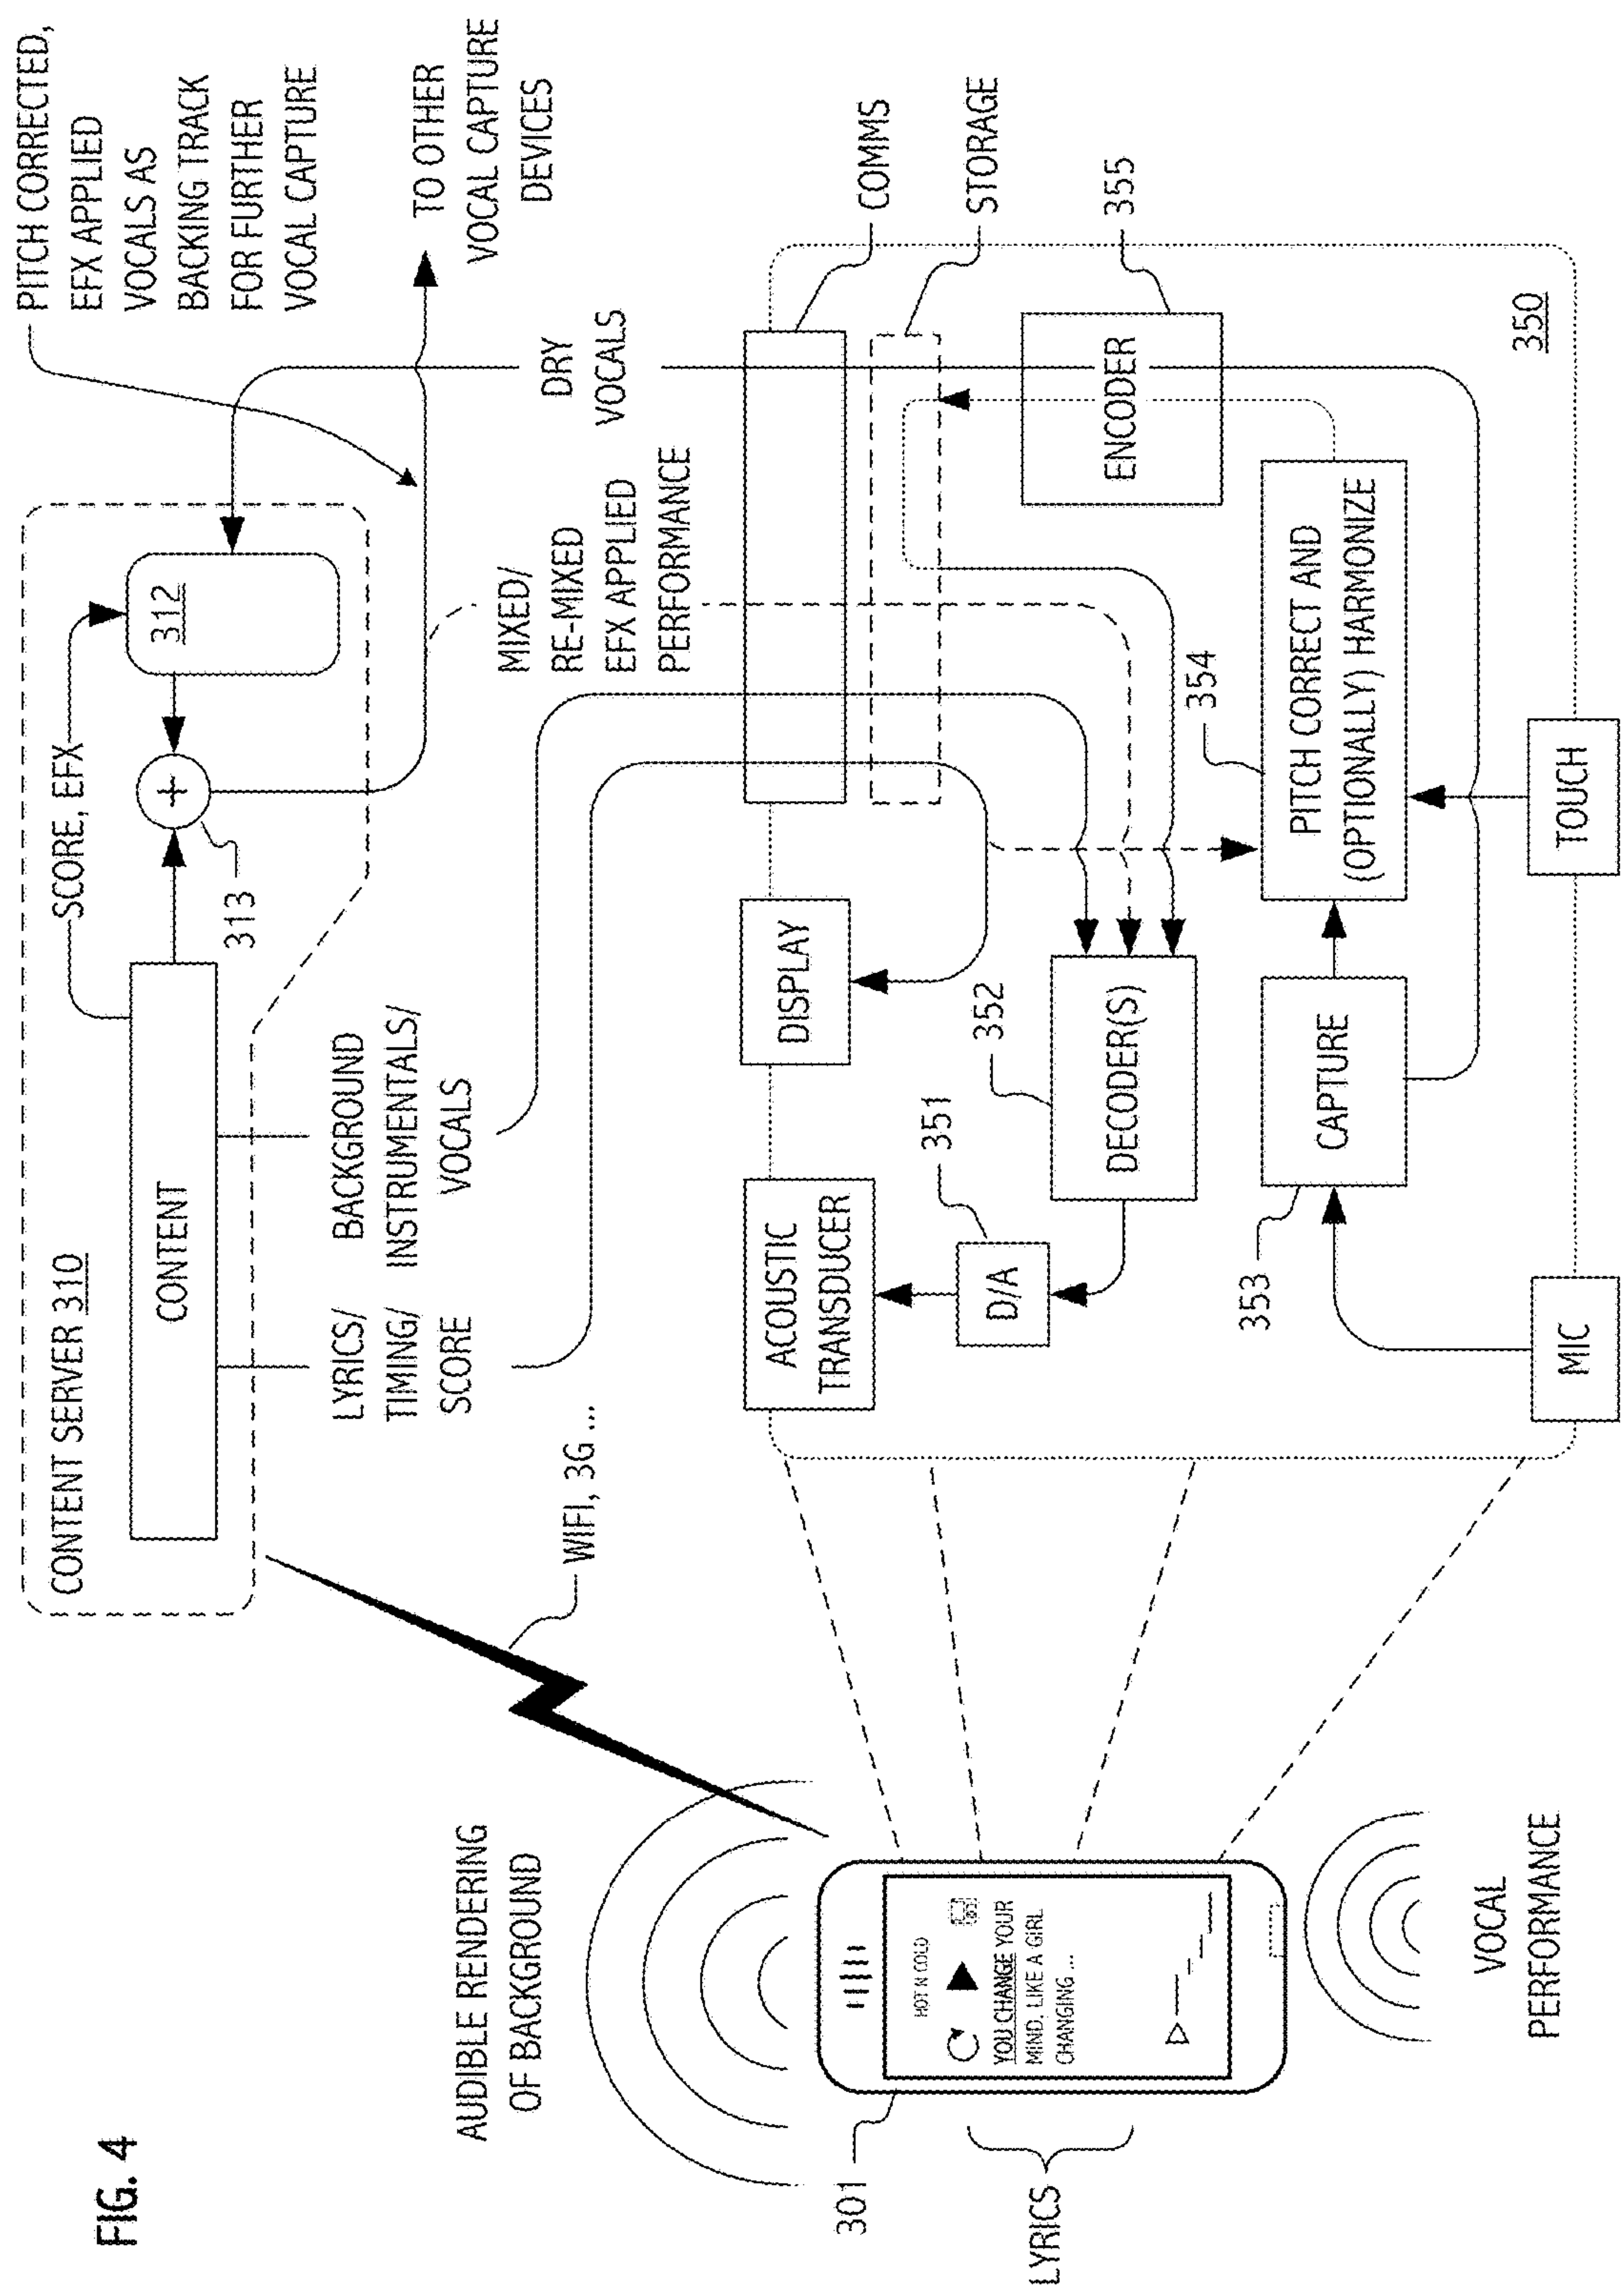 FIG. 4
CONTENT SERVER 310
CONTENT
SCORE, EFX
312
+
313
PITCH CORRECTED,
EFX APPLIED
VOCALS AS
BACKING TRACK
FOR FURTHER
VOCAL CAPTURE
TO OTHER
VOCAL CAPTURE
DEVICES
LYRICS/
TIMING/
SCORE
BACKGROUND
INSTRUMENTALS/
VOCALS
MIXED/
RE-MIXED
EFX APPLIED
PERFORMANCE
DRY
VOCALS
WIFI, 3G ...
AUDIBLE RENDERING
OF BACKGROUND
301
LYRICS
HOT N COLD
YOU CHANGE YOUR
MIND, LIKE A GIRL
CHANGING ...
VOCAL
PERFORMANCE
ACOUSTIC
TRANSDUCER
DISPLAY
COMMS
STORAGE
D/A
351
DECODER(S)
352
ENCODER
355
353
CAPTURE
354
PITCH CORRECT AND
(OPTIONALLY) HARMONIZE
350
MIC
TOUCH